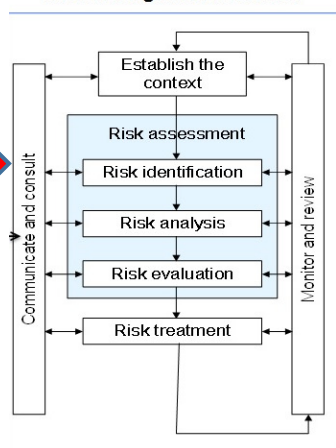 Establish the
context
Risk assessment
Risk identification
Risk analysis
Risk evaluation
Risk treatment
Communicate and consult
Monitor and review